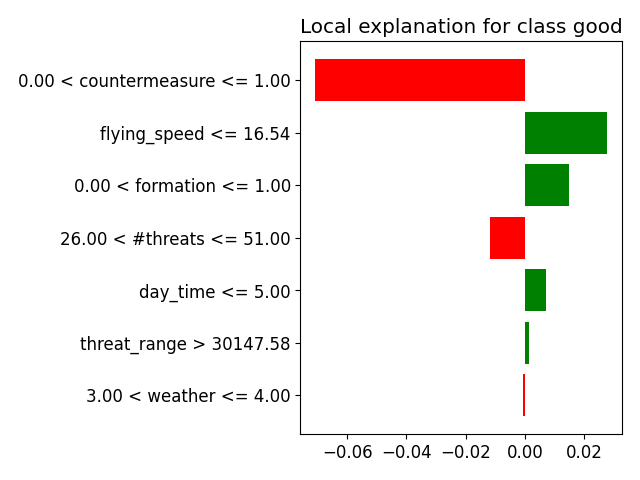 Local explanation for class good
0.00 < countermeasure <= 1.00
flying_speed <= 16.54
0.00 < formation <= 1.00
26.00 < #threats <= 51.00
day_time <= 5.00
threat_range > 30147.58
3.00 < weather <= 4.00
−0.06 −0.04 −0.02 0.00 0.02